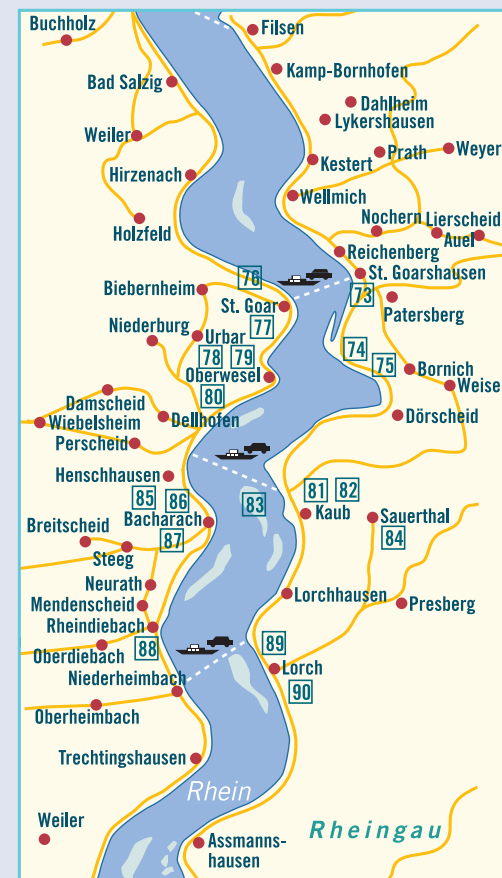 Buchholz
Filsen
Bad Salzig
Kamp-Bornhofen
Dahlheim
Lykershausen
Weiler
Prath
Weyer
Kestert
Hirzenach
Wellmich
Holzfeld
Nochern
Lierscheid
Auel
Reichenberg
76
St. Goarshausen
Biebernheim
73
St. Goar
Patersberg
Niederburg
Urbar
77
78
79
74
75
Bornich
Oberwesel
Weisel
80
Damscheid
Dellhofen
Dörscheid
Wiebelsheim
Perscheid
Henschhausen
81
82
85
86
83
Kaub
Sauerthal
Breitscheid
Bacharach
87
84
Steeg
Neurath
Lorchhausen
Mendenscheid
Presberg
Rheindiebach
88
89
Oberdiebach
Lorch
Niederheimbach
90
Oberheimbach
Trechtingshausen
Rhein
Weiler
Rheingau
Assmanns-
hausen